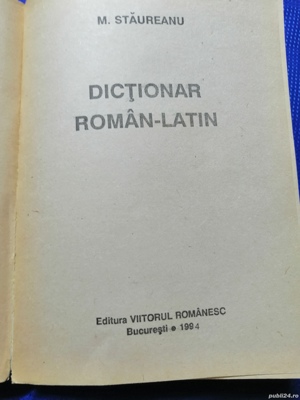 M. STĂUREANU
DICŢIONAR
ROMÂN-LATIN
Editura VIITORUL ROMÂNESC
Bucureşti ● 1994
publi24.ro